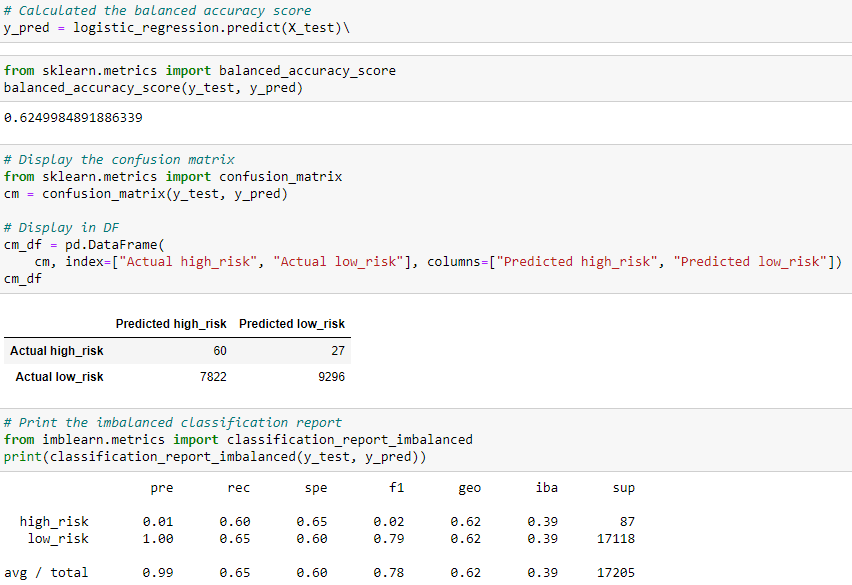 # Calculated the balanced accuracy score
y_pred = logistic_regression.predict(X_test)\
from sklearn.metrics import balanced_accuracy_score
balanced_accuracy_score(y_test, y_pred)
0.6249984891886339
# Display the confusion matrix
from sklearn.metrics import confusion_matrix
cm = confusion_matrix(y_test, y_pred)
# Display in DF
cm_df = pd.DataFrame(
    cm, index=["Actual high_risk", "Actual low_risk"], columns=["Predicted high_risk", "Predicted low_risk"])
cm_df
Predicted high_risk Predicted low_risk
Actual high_risk 60 27
Actual low_risk 7822 9296
# Print the imbalanced classification report
from imblearn.metrics import classification_report_imbalanced
print(classification_report_imbalanced(y_test, y_pred))
pre rec spe f1 geo iba sup
high_risk 0.01 0.60 0.65 0.02 0.62 0.39 87
low_risk 1.00 0.65 0.60 0.79 0.62 0.39 17118
avg / total 0.99 0.65 0.60 0.78 0.62 0.39 17205